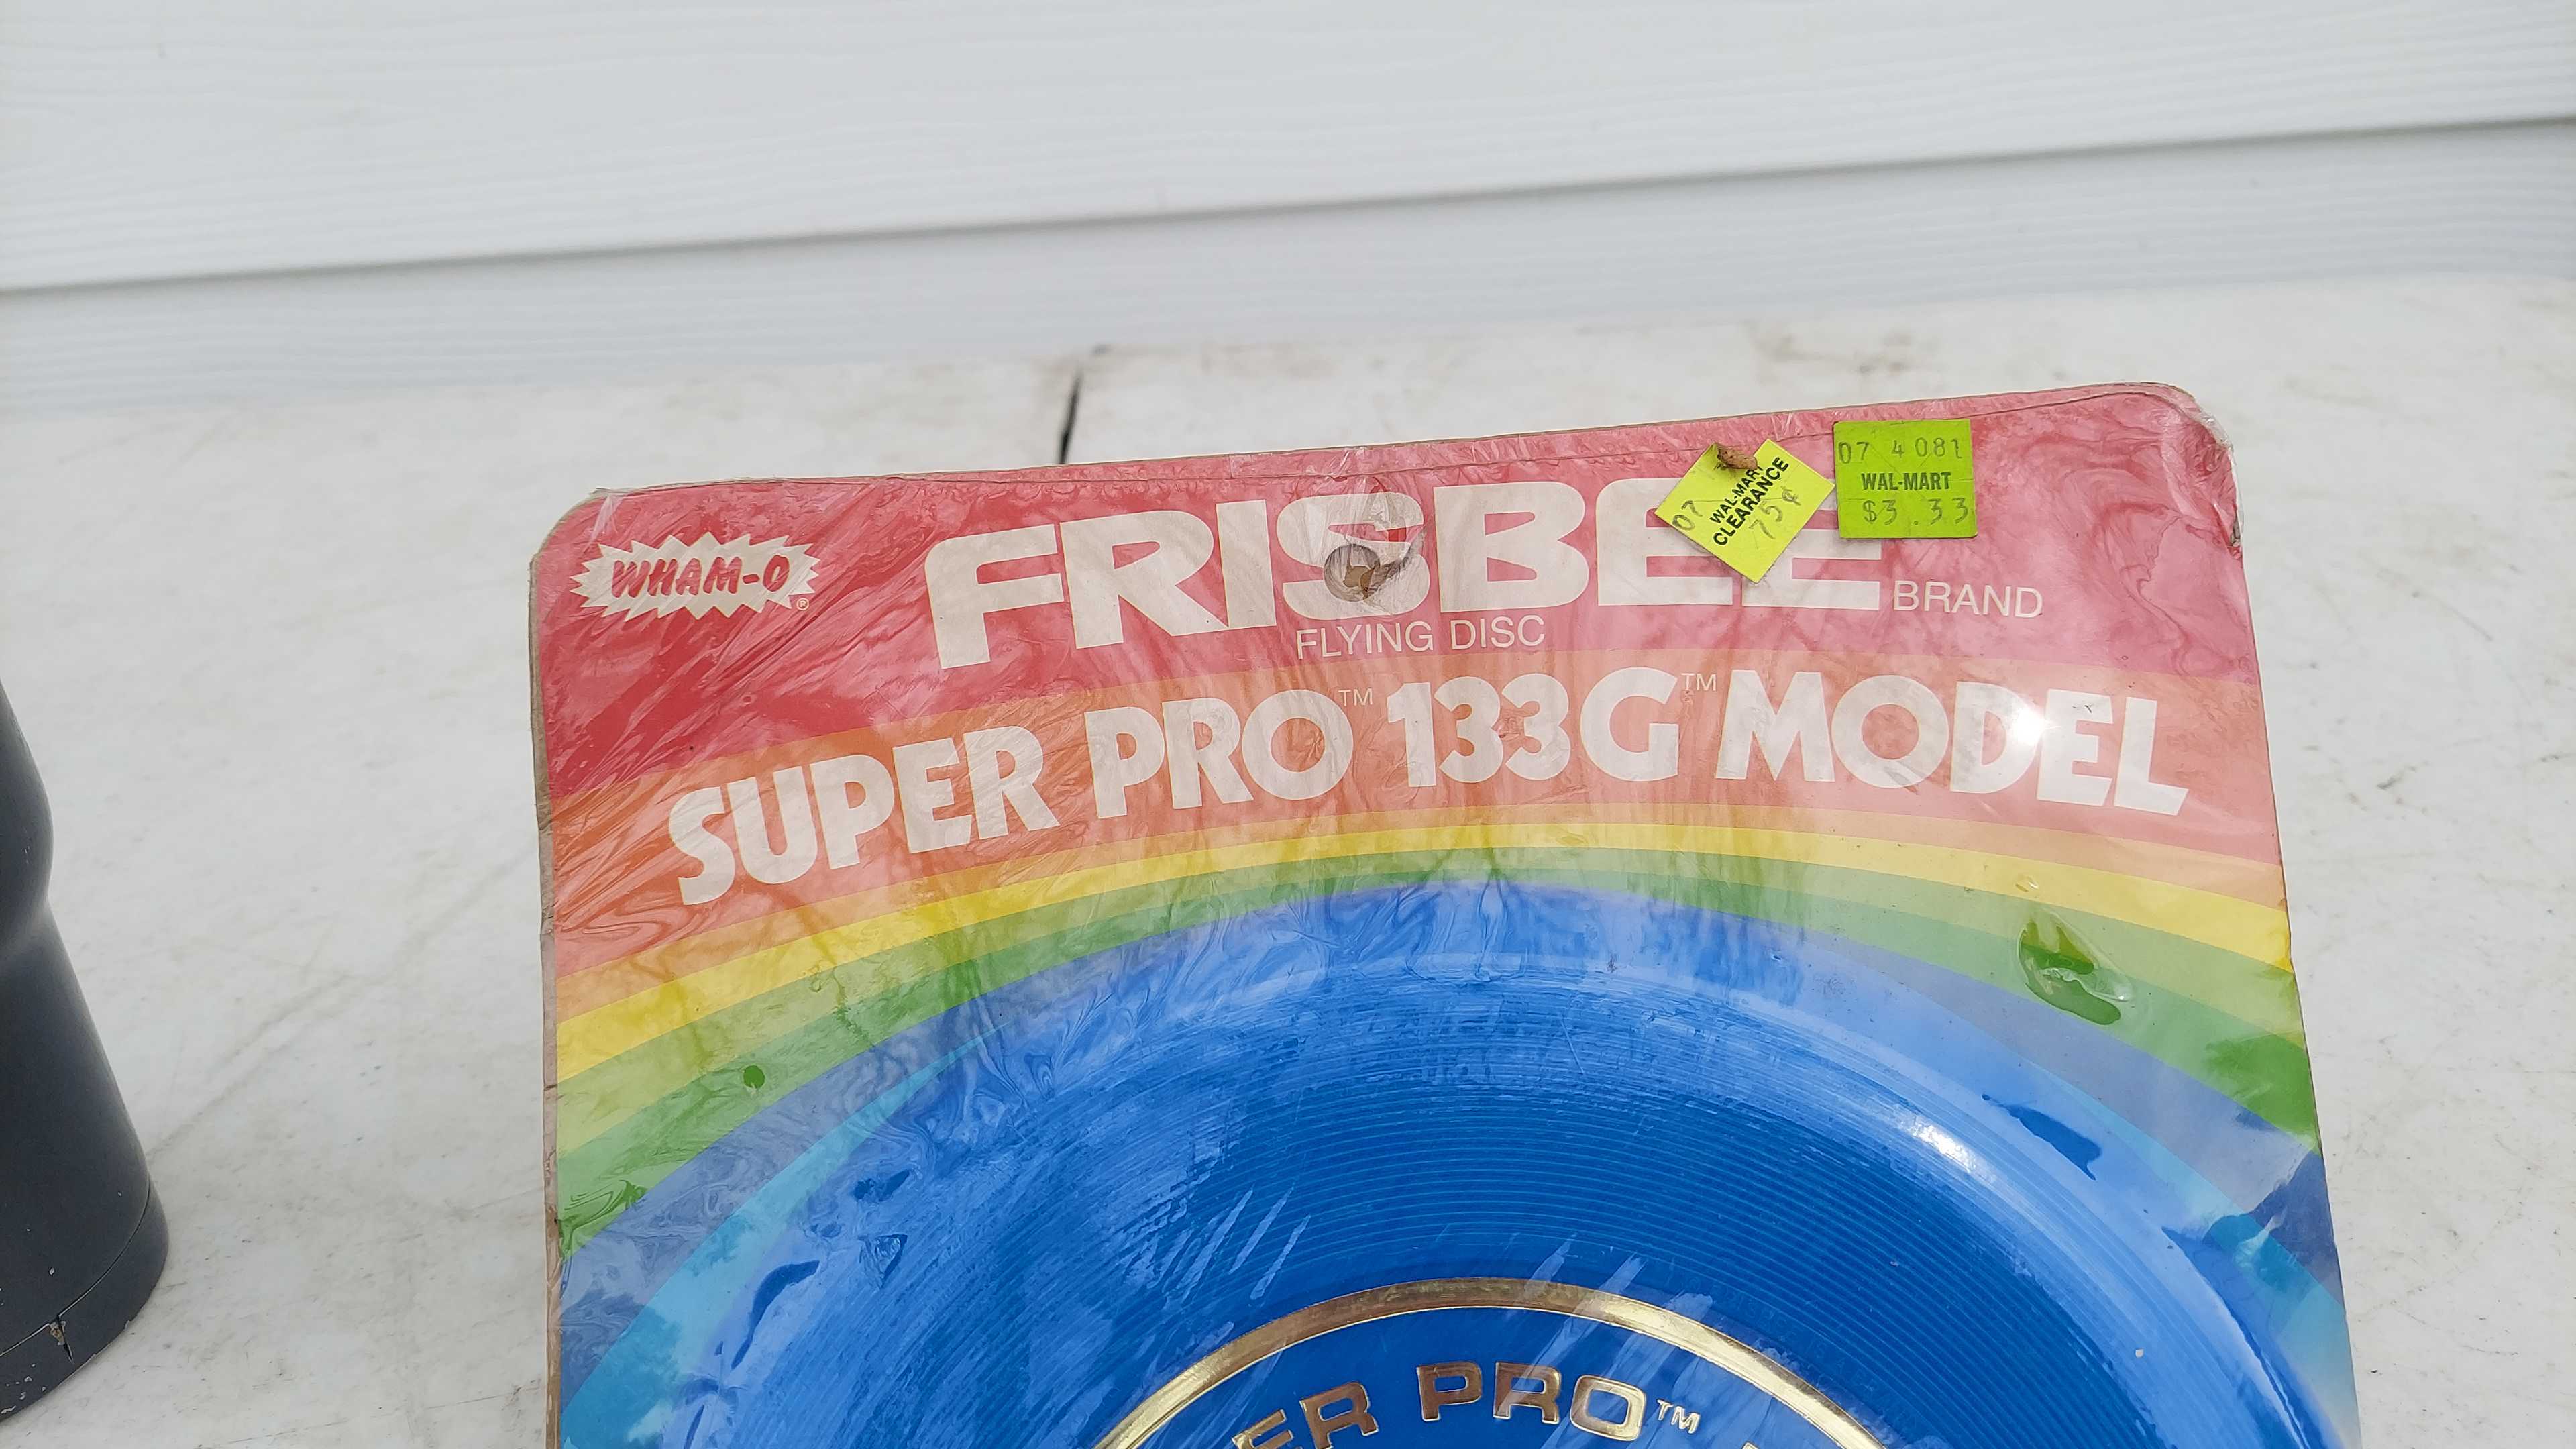 07 4081
WAL-MART
$3.33
07 WAL-MART
CLEARANCE
75¢
WHAM-O®
FRISBEE BRAND
FLYING DISC
SUPER PRO™ 133G™ MODEL
PRO™